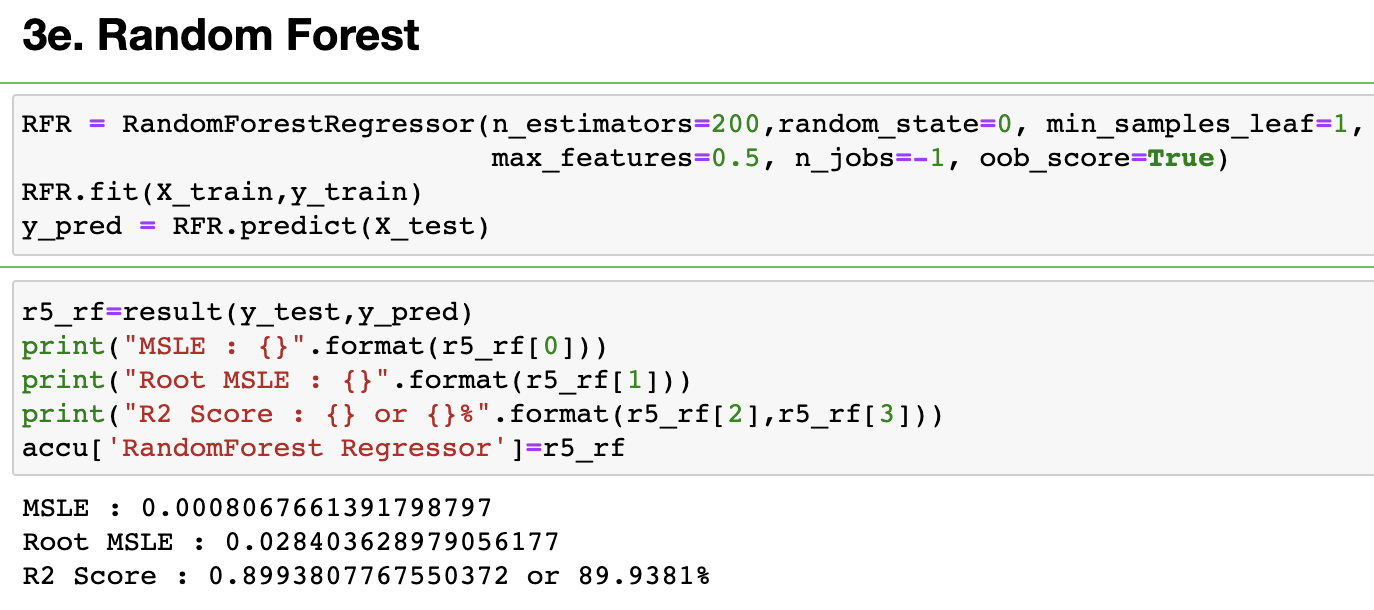 3e. Random Forest
RFR = RandomForestRegressor(n_estimators=200,random_state=0, min_samples_leaf=1,
max_features=0.5, n_jobs=-1, oob_score=True)
RFR.fit(X_train,y_train)
y_pred = RFR.predict(X_test)
r5_rf=result(y_test,y_pred)
print("MSLE : {}".format(r5_rf[0]))
print("Root MSLE : {}".format(r5_rf[1]))
print("R2 Score : {} or {}%".format(r5_rf[2],r5_rf[3]))
accu['RandomForest Regressor']=r5_rf
MSLE : 0.0008067661391798797
Root MSLE : 0.028403628979056177
R2 Score : 0.8993807767550372 or 89.9381%